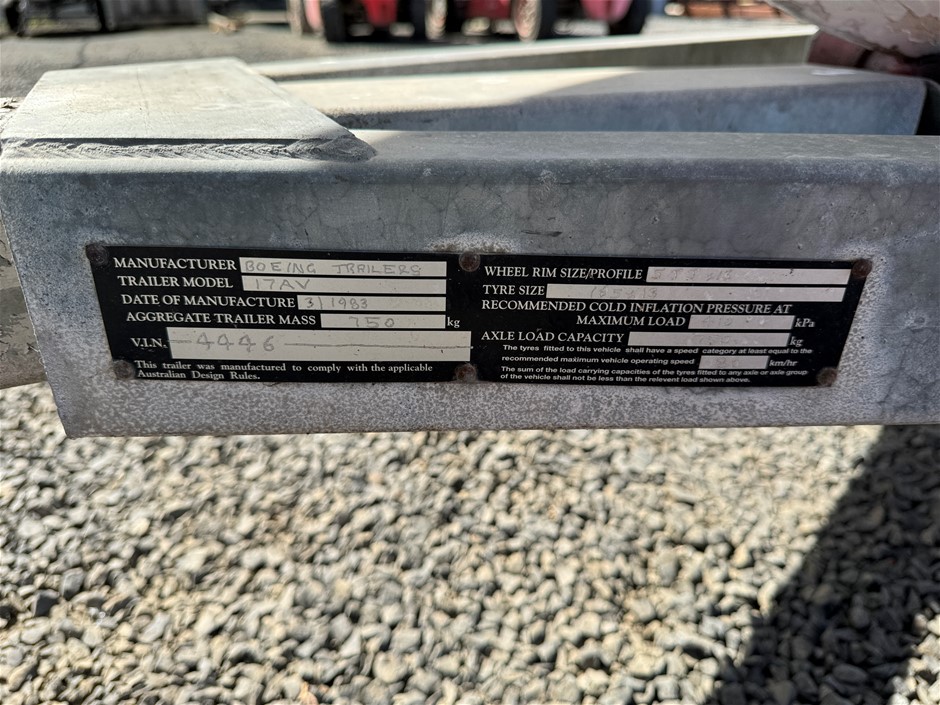 MANUFACTURER BOEING TRAILERS
TRAILER MODEL 17AV
DATE OF MANUFACTURE 3/1983
AGGREGATE TRAILER MASS 750 kg
V.I.N. -4446-
This trailer was manufactured to comply with the applicable
Australian Design Rules.
WHEEL RIM SIZE/PROFILE
TYRE SIZE 185x13
RECOMMENDED COLD INFLATION PRESSURE AT
MAXIMUM LOAD kPa
AXLE LOAD CAPACITY kg
The tyres fitted to this vehicle shall have a speed category at least equal to the
recommended maximum vehicle operating speed km/hr
The sum of the load carrying capacities of the tyres fitted to any axle or axle group
of the vehicle shall not be less than the relevent load shown above.